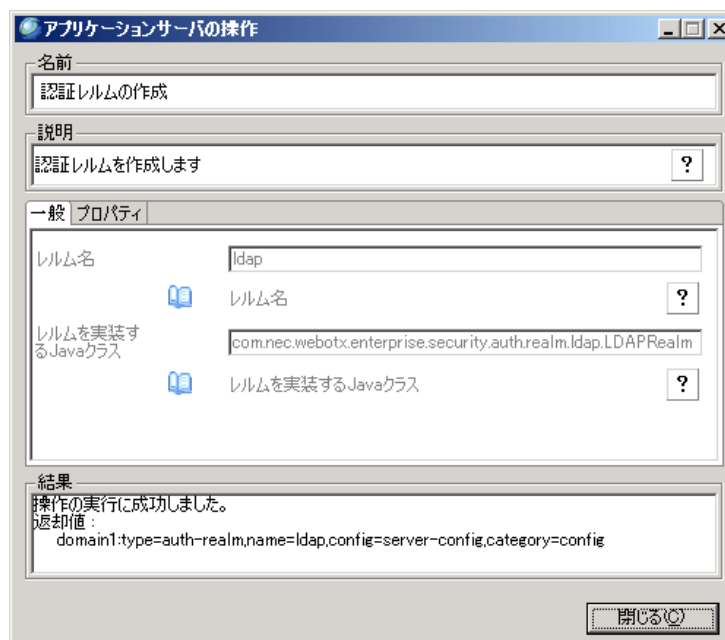 アプリケーションサーバの操作
名前
認証レルムの作成
説明
認証レルムを作成します
?
一般 プロパティ
レルム名
ldap
レルム名
?
レルムを実装す
るJavaクラス
com.nec.webotx.enterprise.security.auth.realm.ldap.LDAPRealm
レルムを実装するJavaクラス
?
結果
操作の実行に成功しました。
返却値 :
domain1:type=auth-realm,name=ldap,config=server-config,category=config
閉じる(C)